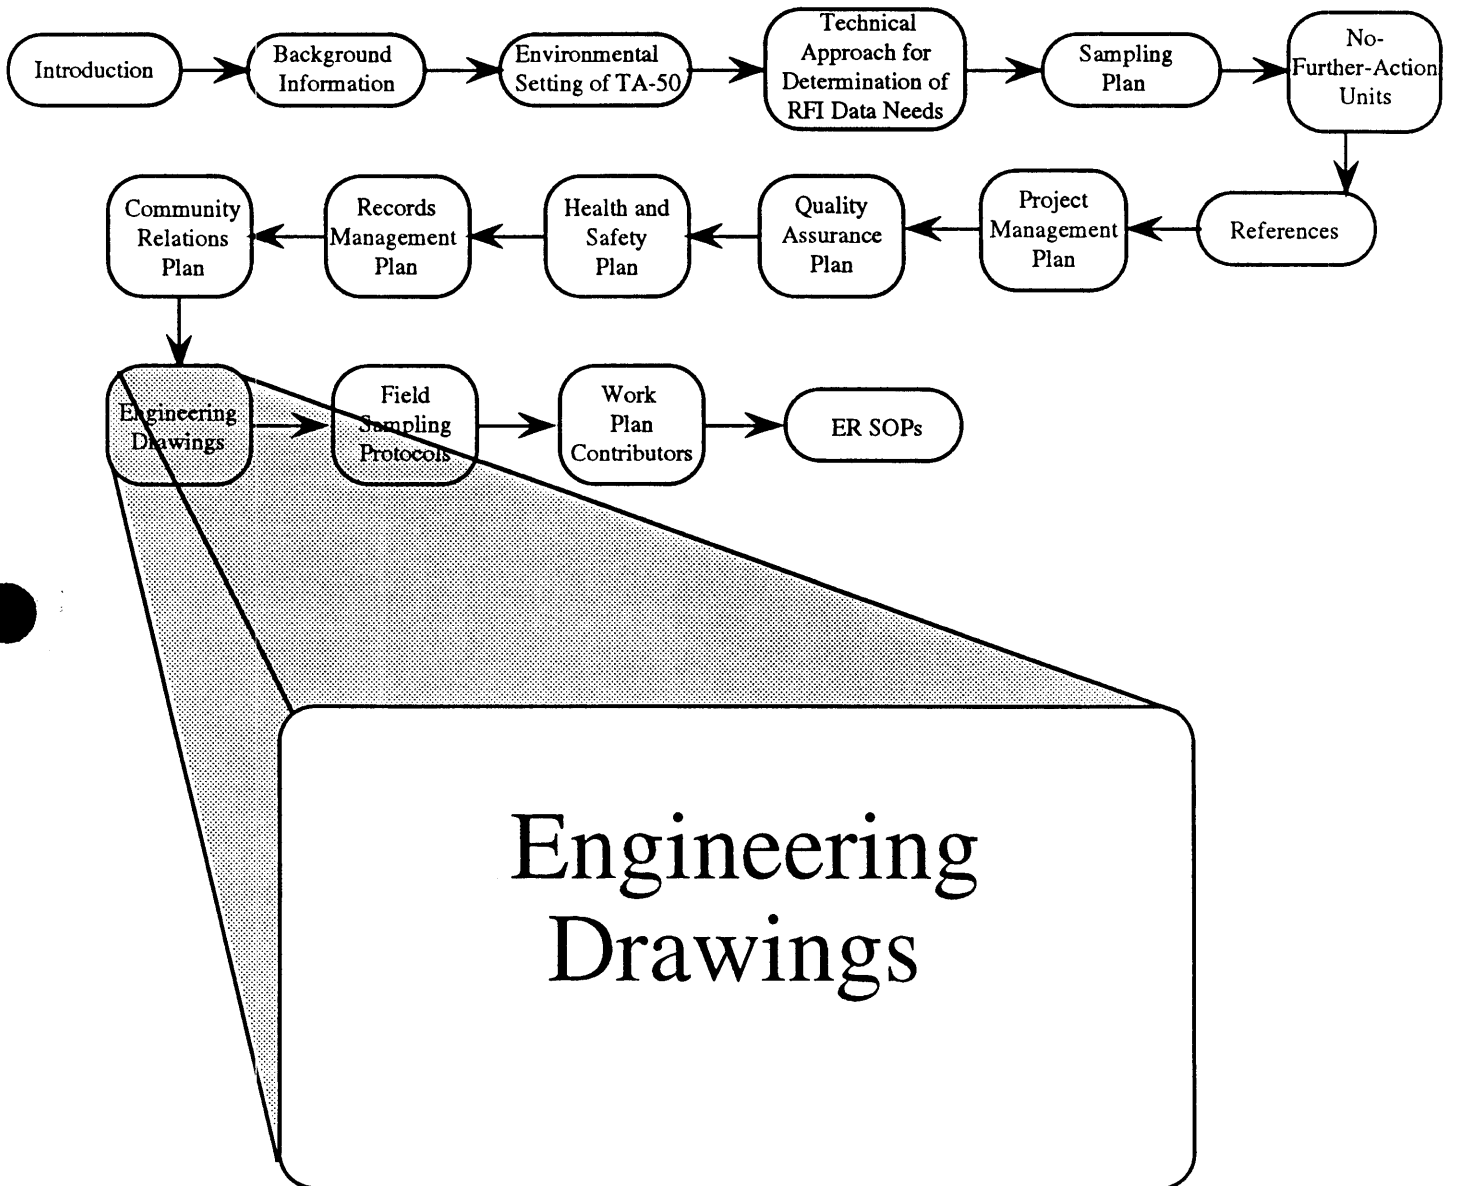 Introduction
Background
Information
Environmental
Setting of TA-50
Technical
Approach for
Determination of
RFI Data Needs
Sampling
Plan
No-
Further-Action
Units
Community
Relations
Plan
Records
Management
Plan
Health and
Safety
Plan
Quality
Assurance
Plan
Project
Management
Plan
References
Engineering
Drawings
Field
Sampling
Protocols
Work
Plan
Contributors
ER SOPs
Engineering
Drawings